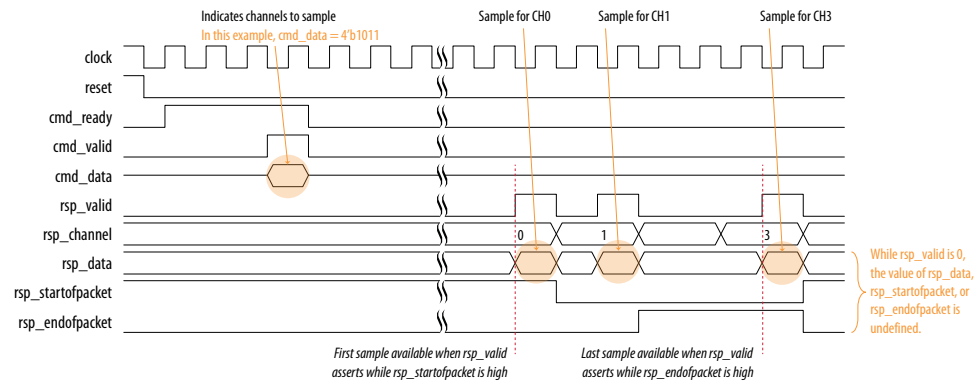 Indicates channels to sample
In this example, cmd_data = 4'b1011
Sample for CH0
Sample for CH1
Sample for CH3
clock
reset
cmd_ready
cmd_valid
cmd_data
rsp_valid
rsp_channel
0
1
3
rsp_data
rsp_startofpacket
rsp_endofpacket
While rsp_valid is 0,
the value of rsp_data,
rsp_startofpacket, or
rsp_endofpacket is
undefined.
First sample available when rsp_valid
asserts while rsp_startofpacket is high
Last sample available when rsp_valid
asserts while rsp_endofpacket is high